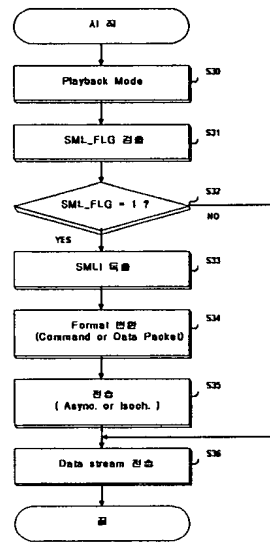 시 작
Playback Mode
S30
SML_FLG 검출
S31
SML_FLG = 1 ?
S32
NO
YES
SMLI 독출
S33
Format 변환
(Command or Data Packet)
S34
전송
( Async. or Isoch. )
S35
Data stream 전송
S36
끝